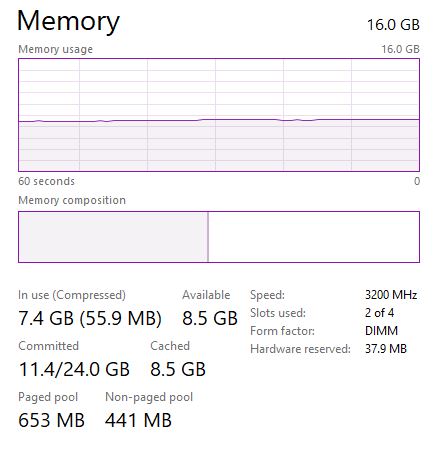 Memory 16.0 GB
Memory usage 16.0 GB
60 seconds 0
Memory composition
In use (Compressed) Available
7.4 GB (55.9 MB) 8.5 GB
Committed Cached
11.4/24.0 GB 8.5 GB
Paged pool Non-paged pool
653 MB 441 MB
Speed: 3200 MHz
Slots used: 2 of 4
Form factor: DIMM
Hardware reserved: 37.9 MB